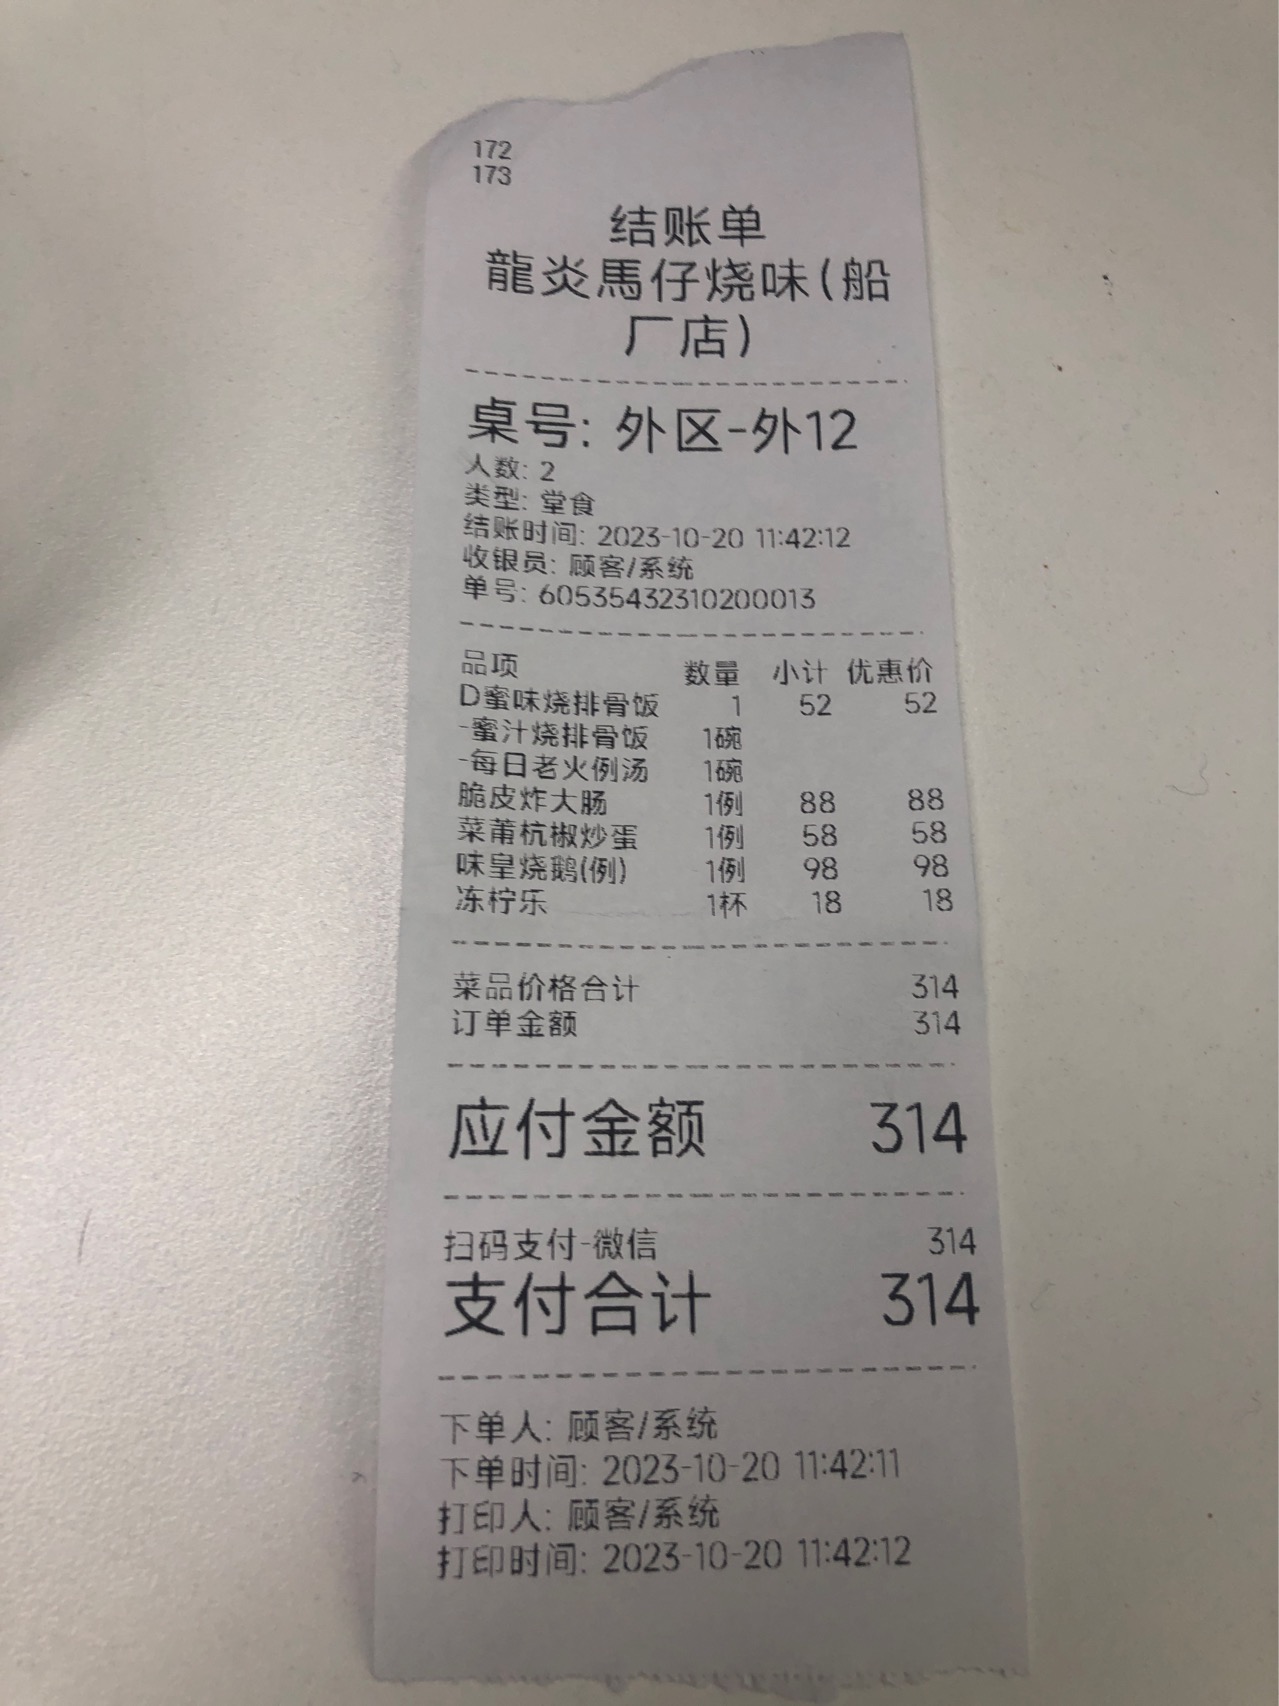 172
173
结账单
龍炎馬仔烧味(船
厂店)
桌号: 外区-外12
人数: 2
类型: 堂食
结账时间: 2023-10-20 11:42:12
收银员: 顾客/系统
单号: 60535432310200013
品项 数量 小计 优惠价
D蜜味烧排骨饭 1 52 52
-蜜汁烧排骨饭 1碗
-每日老火例汤 1碗
脆皮炸大肠 1例 88 88
菜莆杭椒炒蛋 1例 58 58
味皇烧鹅(例) 1例 98 98
冻柠乐 1杯 18 18
菜品价格合计 314
订单金额 314
应付金额 314
扫码支付-微信 314
支付合计 314
下单人: 顾客/系统
下单时间: 2023-10-20 11:42:11
打印人: 顾客/系统
打印时间: 2023-10-20 11:42:12